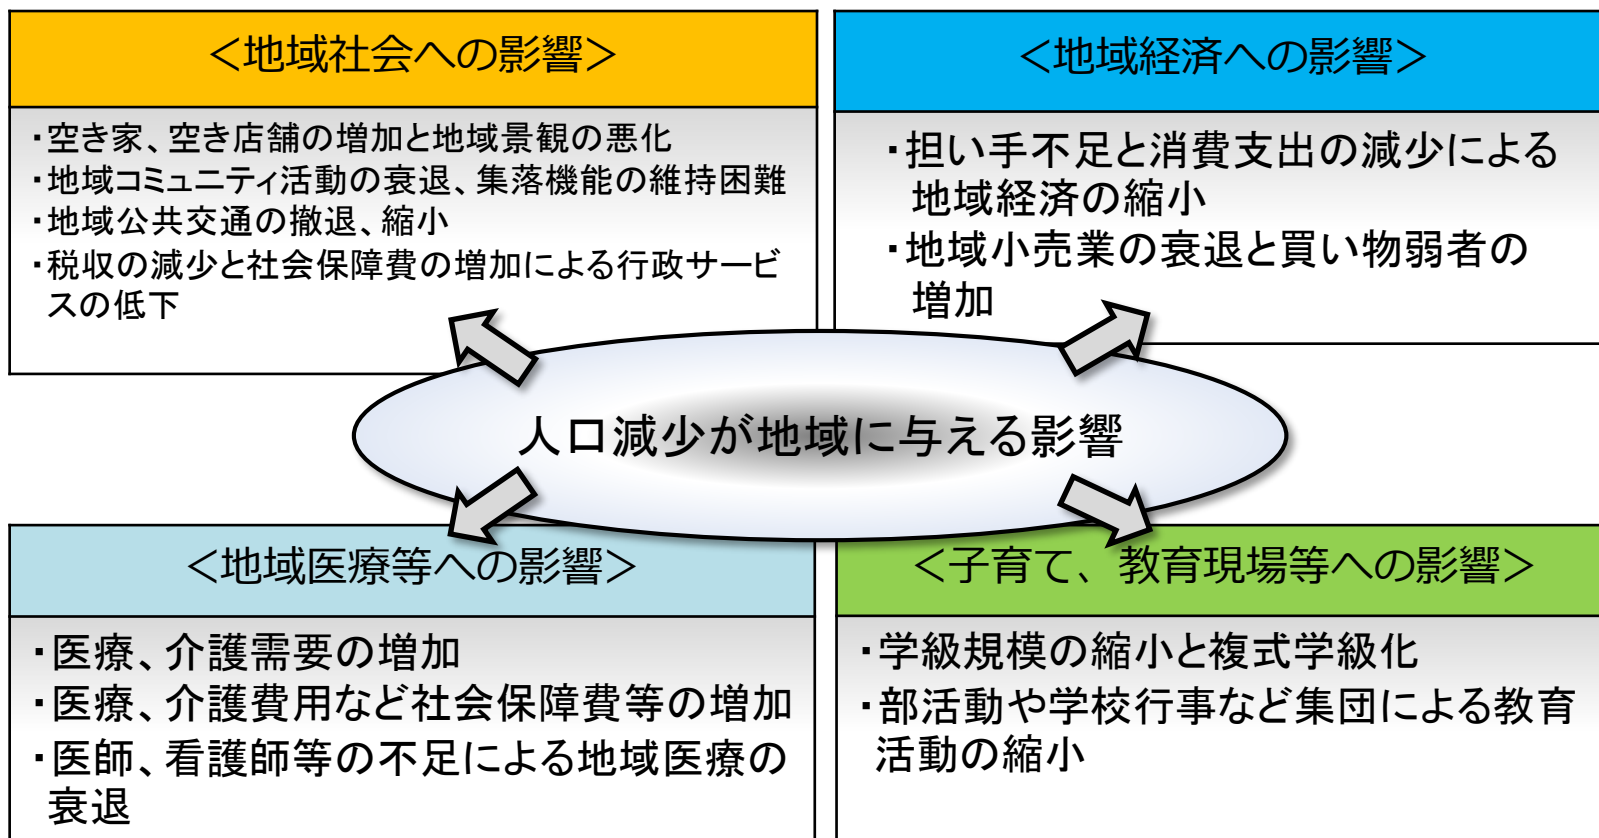 ＜地域社会への影響＞
・空き家、空き店舗の増加と地域景観の悪化
・地域コミュニティ活動の衰退、集落機能の維持困難
・地域公共交通の撤退、縮小
・税収の減少と社会保障費の増加による行政サービ
スの低下
＜地域経済への影響＞
・担い手不足と消費支出の減少による
地域経済の縮小
・地域小売業の衰退と買い物弱者の
増加
人口減少が地域に与える影響
＜地域医療等への影響＞
・医療、介護需要の増加
・医療、介護費用など社会保障費等の増加
・医師、看護師等の不足による地域医療の
衰退
＜子育て、教育現場等への影響＞
・学級規模の縮小と複式学級化
・部活動や学校行事など集団による教育
活動の縮小